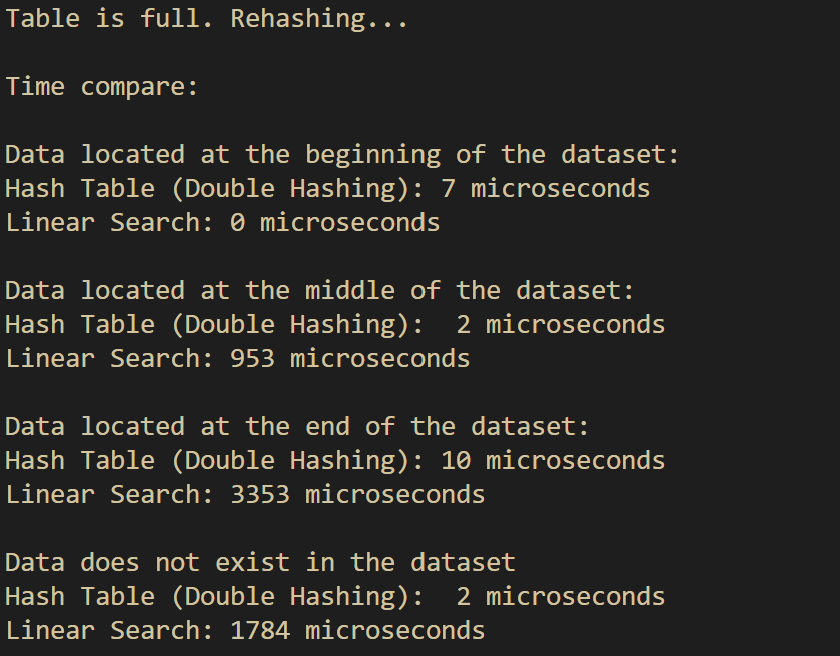 Table is full. Rehashing...
Time compare:
Data located at the beginning of the dataset:
Hash Table (Double Hashing): 7 microseconds
Linear Search: 0 microseconds
Data located at the middle of the dataset:
Hash Table (Double Hashing):  2 microseconds
Linear Search: 953 microseconds
Data located at the end of the dataset:
Hash Table (Double Hashing): 10 microseconds
Linear Search: 3353 microseconds
Data does not exist in the dataset
Hash Table (Double Hashing):  2 microseconds
Linear Search: 1784 microseconds